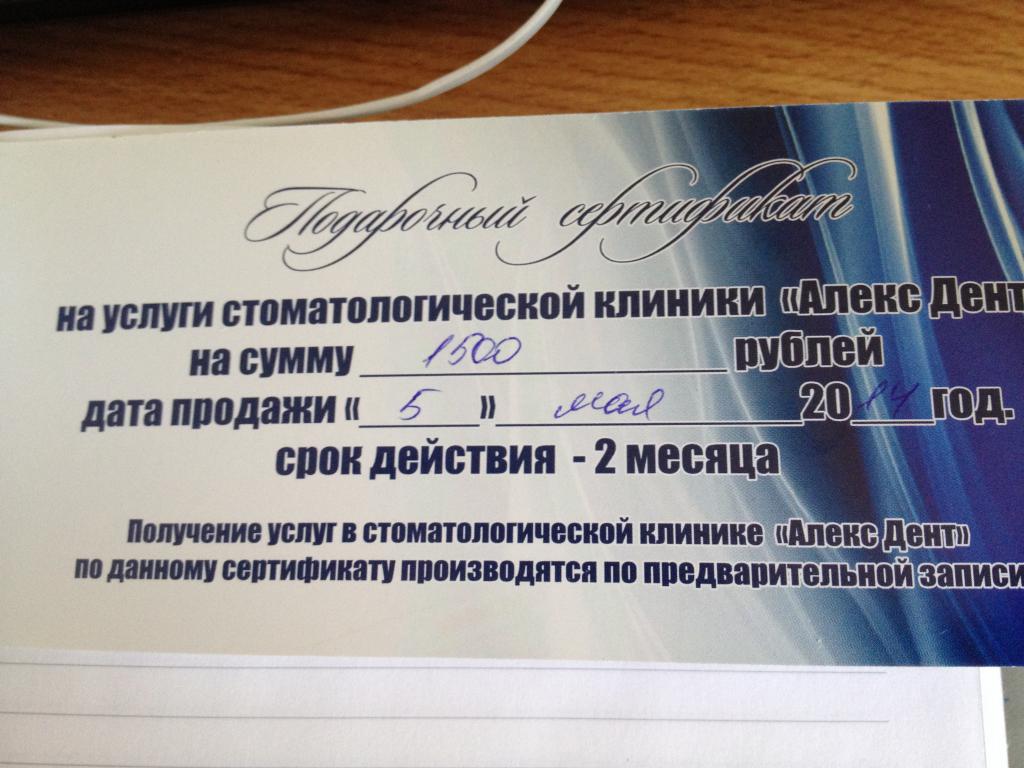 Подарочный сертификат
на услуги стоматологической клиники «Алекс Дент
на сумму 1500 рублей
дата продажи « 5 » мая 2014 год.
срок действия - 2 месяца
Получение услуг в стоматологической клинике «Алекс Дент»
по данному сертификату производятся по предварительной записи